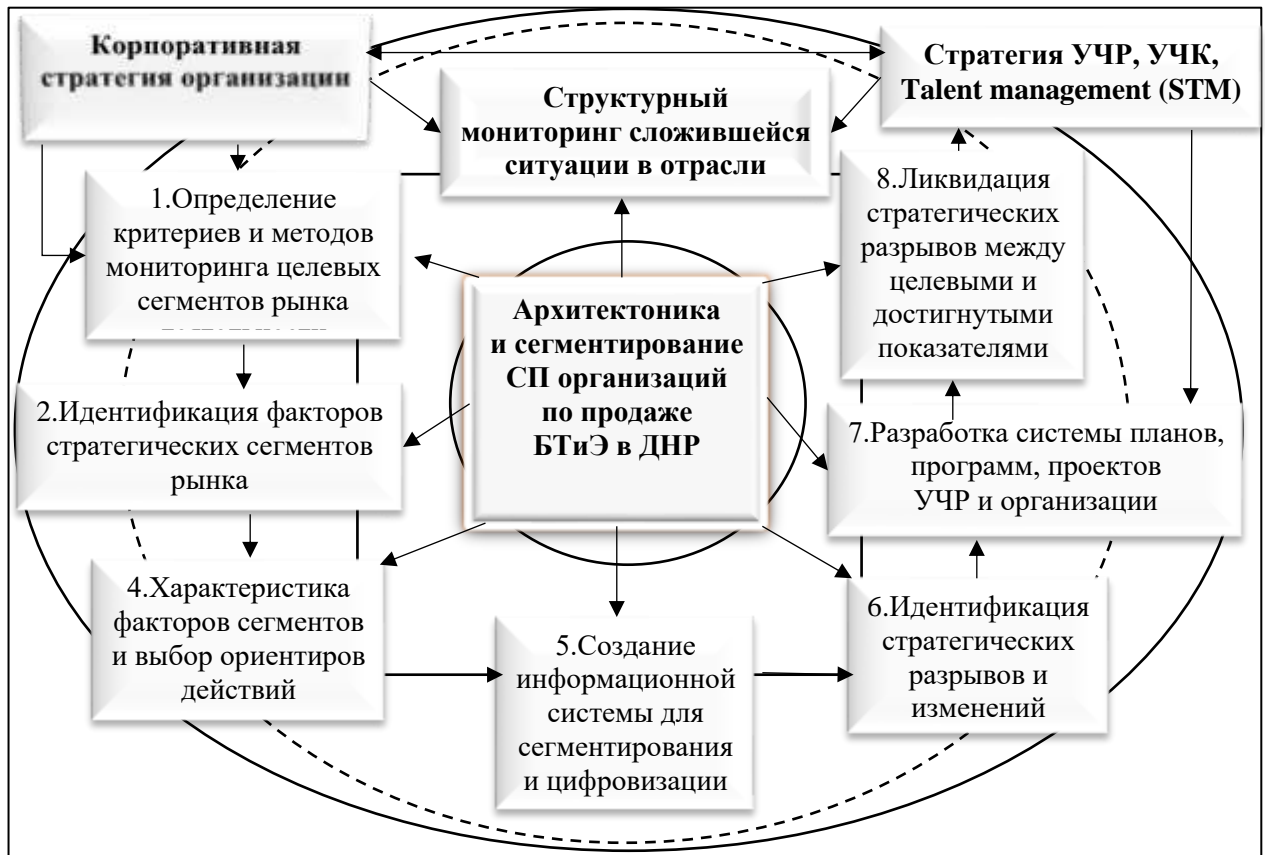 Корпоративная
стратегия организации
Стратегия УЧР, УЧК,
Talent management (STM)
Структурный
мониторинг сложившейся
ситуации в отрасли
1.Определение
критериев и методов
мониторинга целевых
сегментов рынка
8.Ликвидация
стратегических
разрывов между
целевыми и
достигнутыми
показателями
Архитектоника
и сегментирование
СП организаций
по продаже
БТиЭ в ДНР
2.Идентификация факторов
стратегических сегментов
рынка
7.Разработка системы планов,
программ, проектов
УЧР и организации
4.Характеристика
факторов сегментов
и выбор ориентиров
действий
5.Создание
информационной
системы для
сегментирования
и цифровизации
6.Идентификация
стратегических
разрывов и
изменений